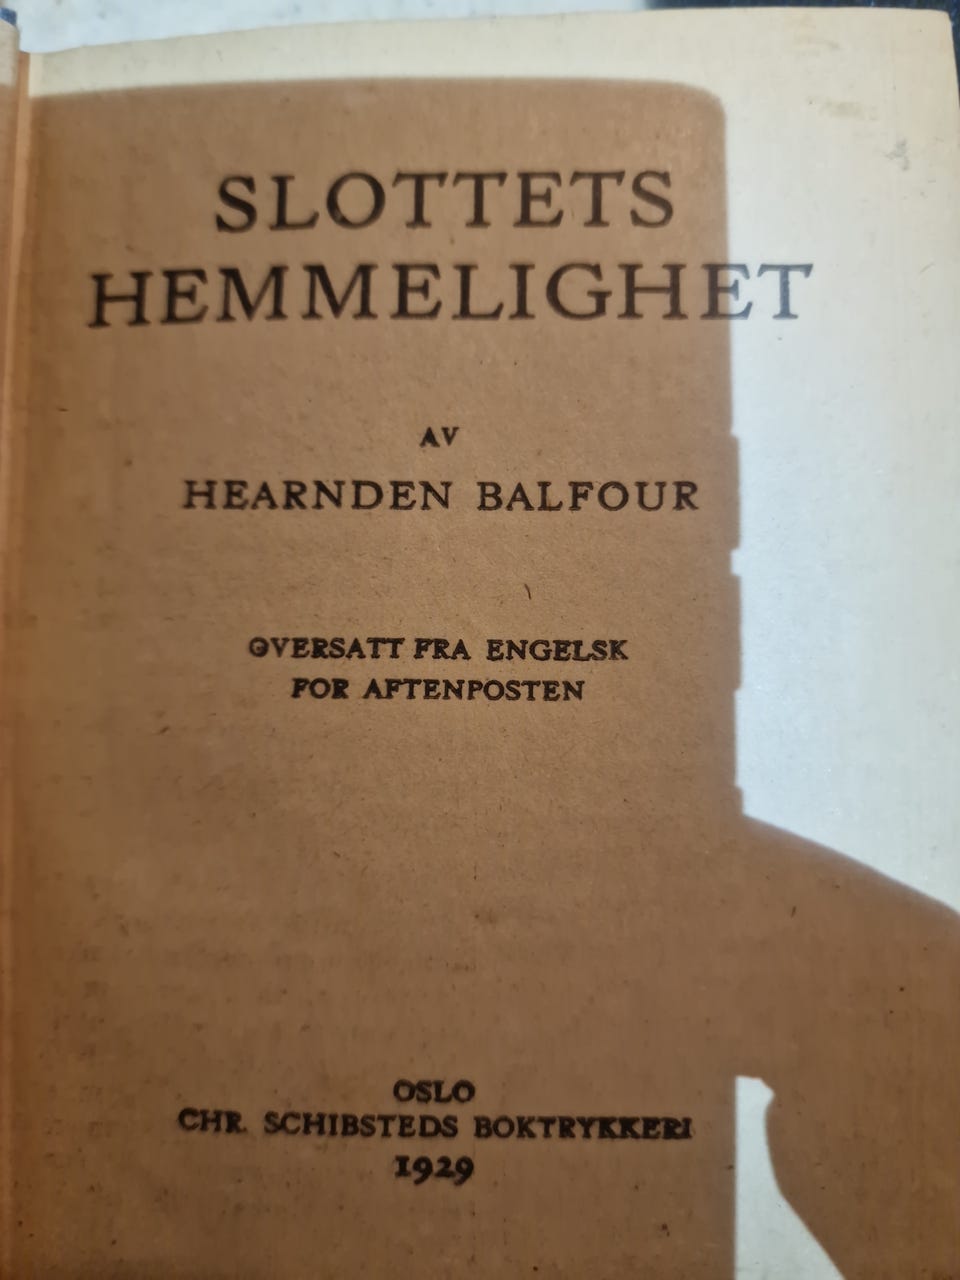 SLOTTETS
HEMMELIGHET
AV
HEARNDEN BALFOUR
OVERSATT FRA ENGELSK
FOR AFTENPOSTEN
OSLO
CHR. SCHIBSTEDS BOKTRYKKERI
1929